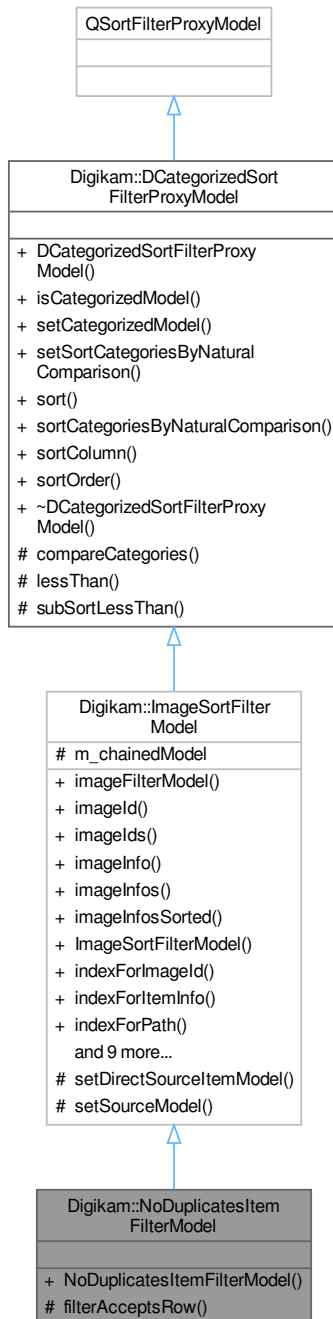 QSortFilterProxyModel
Digikam::DCategorizedSort
FilterProxyModel
+ DCategorizedSortFilterProxy
Model()
+ isCategorizedModel()
+ setCategorizedModel()
+ setSortCategoriesByNatural
Comparison()
+ sort()
+ sortCategoriesByNaturalComparison()
+ sortColumn()
+ sortOrder()
+ ~DCategorizedSortFilterProxy
Model()
# compareCategories()
# lessThan()
# subSortLessThan()
Digikam::ImageSortFilter
Model
# m_chainedModel
+ imageFilterModel()
+ imageId()
+ imageIds()
+ imageInfo()
+ imageInfos()
+ imageInfosSorted()
+ ImageSortFilterModel()
+ indexForImageId()
+ indexForItemInfo()
+ indexForPath()
and 9 more...
# setDirectSourceItemModel()
# setSourceModel()
Digikam::NoDuplicatesItem
FilterModel
+ NoDuplicatesItemFilterModel()
# filterAcceptsRow()